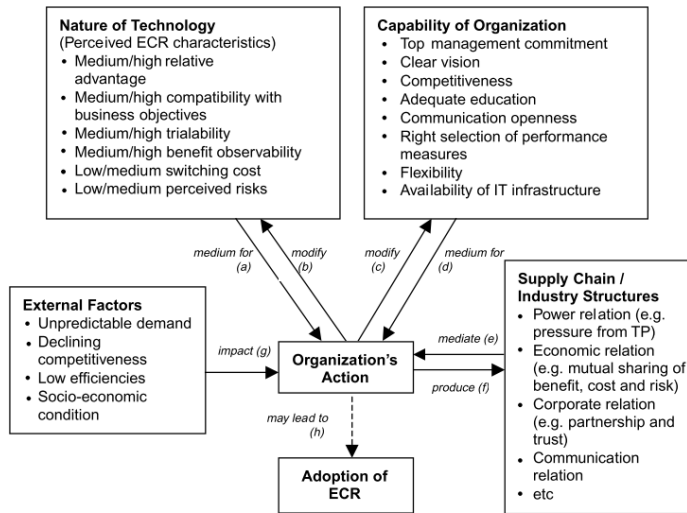 Nature of Technology
(Perceived ECR characteristics)
• Medium/high relative
advantage
• Medium/high compatibility with
business objectives
• Medium/high trialability
• Medium/high benefit observability
• Low/medium switching cost
• Low/medium perceived risks
Capability of Organization
• Top management commitment
• Clear vision
• Competitiveness
• Adequate education
• Communication openness
• Right selection of performance
measures
• Flexibility
• Availability of IT infrastructure
medium for
(a)
modify
(b)
modify
(c)
medium for
(d)
External Factors
• Unpredictable demand
• Declining
competitiveness
• Low efficiencies
• Socio-economic
condition
impact (g)
Organization's
Action
mediate (e)
produce (f)
Supply Chain /
Industry Structures
• Power relation (e.g.
pressure from TP)
• Economic relation
(e.g. mutual sharing of
benefit, cost and risk)
• Corporate relation
(e.g. partnership and
trust)
• Communication
relation
• etc
may lead to
(h)
Adoption of
ECR